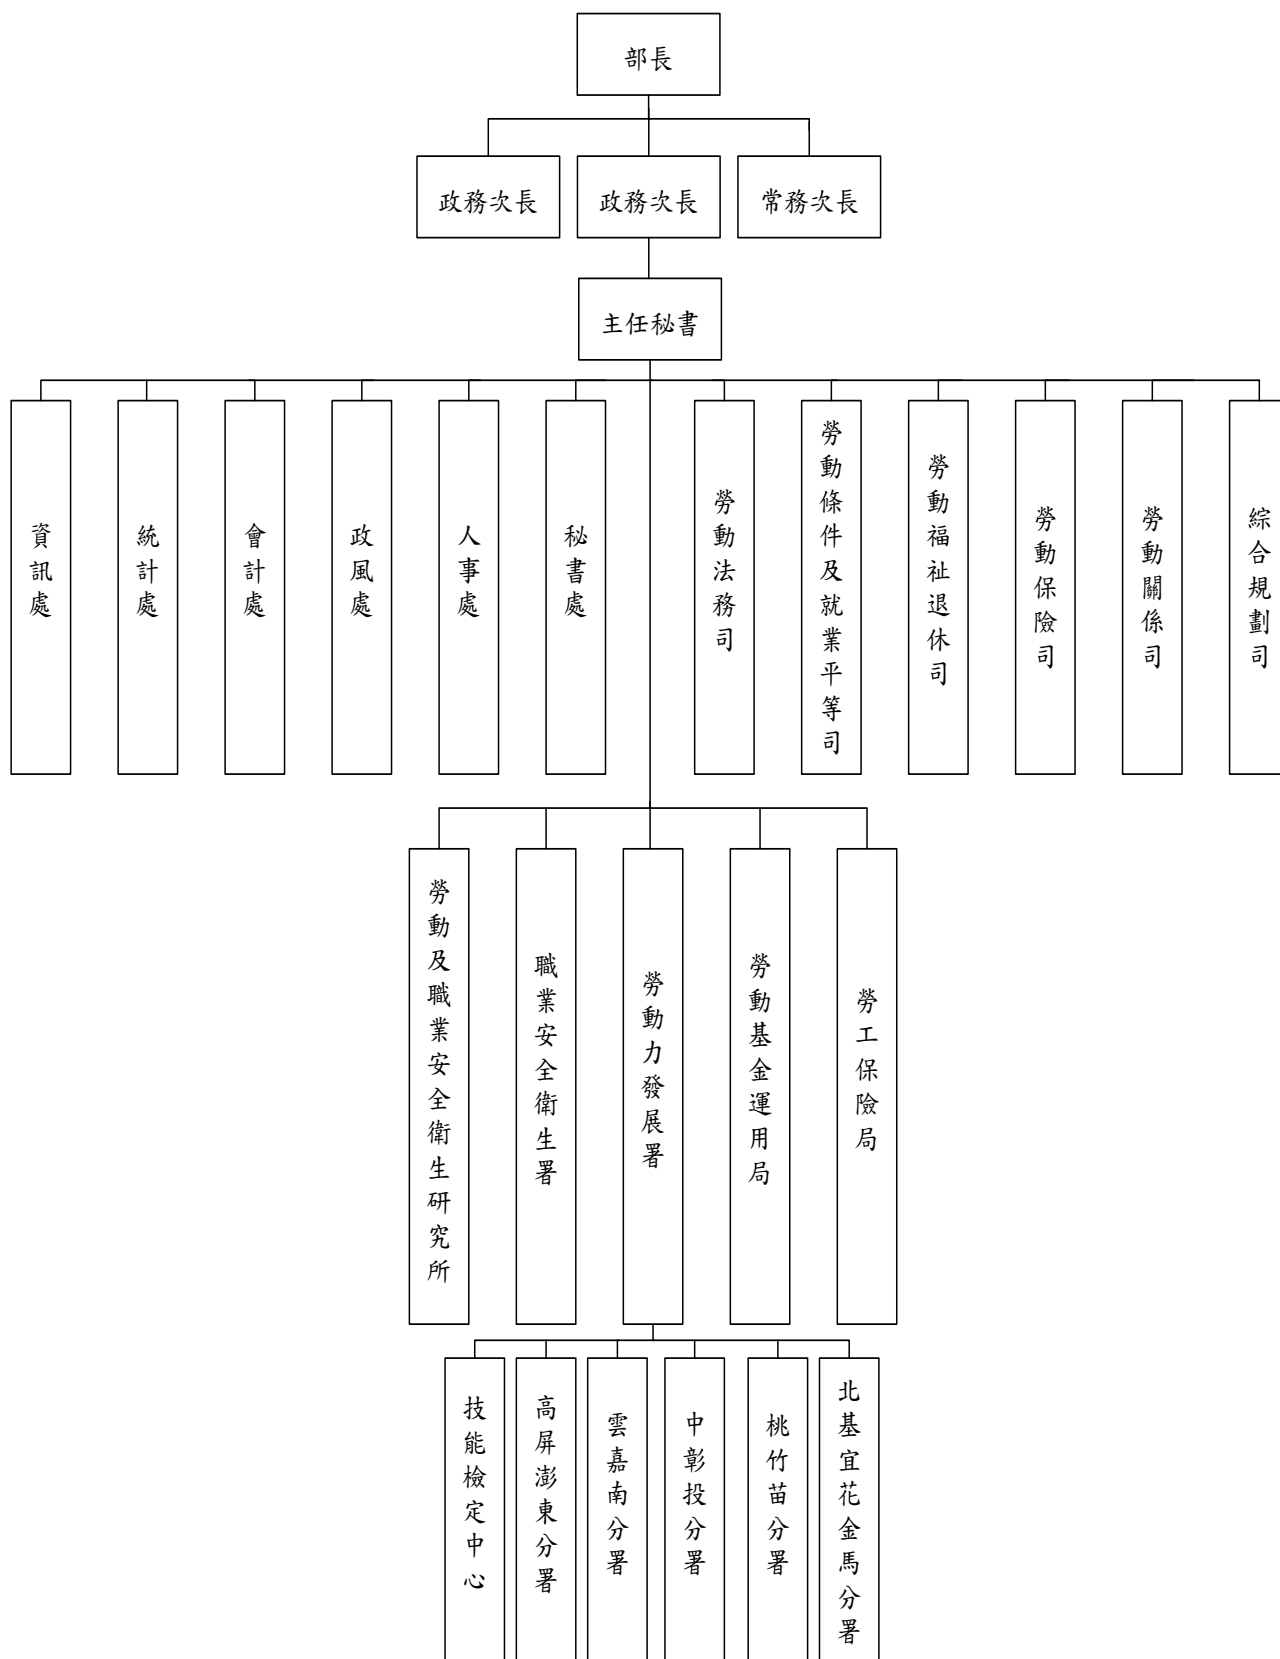 部長
政務次長
政務次長
常務次長
主任秘書
資訊處
統計處
會計處
政風處
人事處
秘書處
勞動法務司
勞動條件及就業平等司
勞動福祉退休司
勞動保險司
勞動關係司
綜合規劃司
勞動及職業安全衛生研究所
職業安全衛生署
勞動力發展署
勞動基金運用局
勞工保險局
技能檢定中心
高屏澎東分署
雲嘉南分署
中彰投分署
桃竹苗分署
北基宜花金馬分署